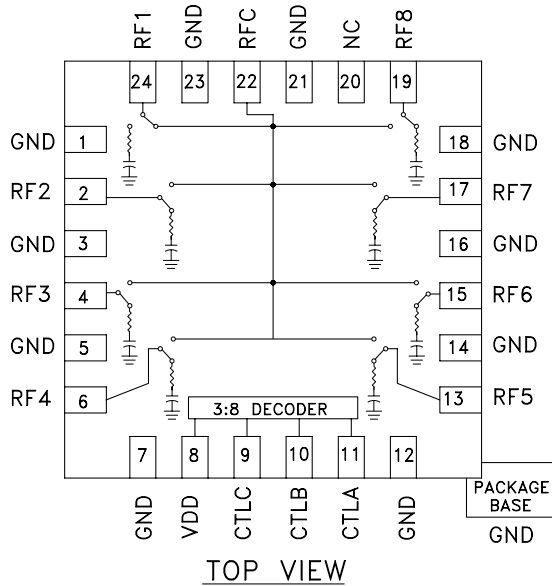 RF1 GND RFC GND NC RF8
24 23 22 21 20 19
GND 1 18 GND
RF2 2 17 RF7
GND 3 16 GND
RF3 4 15 RF6
GND 5 14 GND
RF4 6 13 RF5
3:8 DECODER
7 8 9 10 11 12
GND VDD CTLC CTLB CTLA GND
PACKAGE
BASE
GND
TOP VIEW